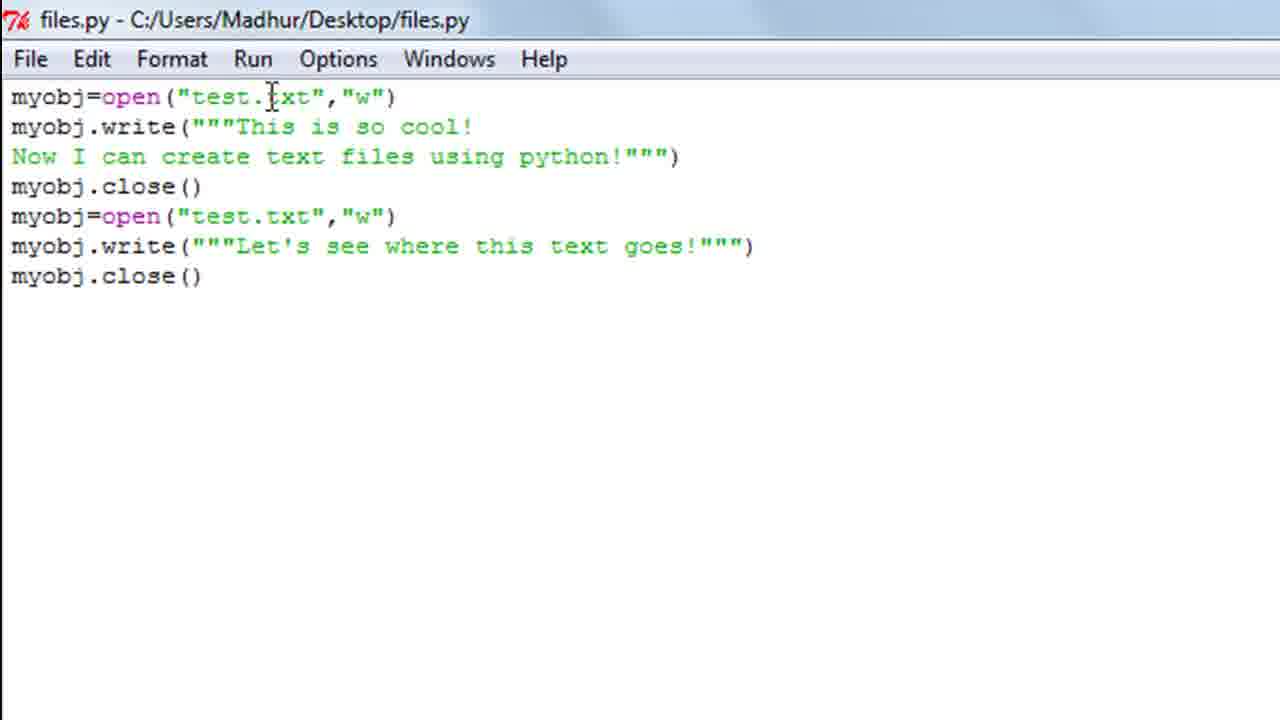 files.py - C:/Users/Madhur/Desktop/files.py
File Edit Format Run Options Windows Help
myobj=open("test.txt","w")
myobj.write("""This is so cool!
Now I can create text files using python!""")
myobj.close()
myobj=open("test.txt","w")
myobj.write("""Let's see where this text goes!""")
myobj.close()